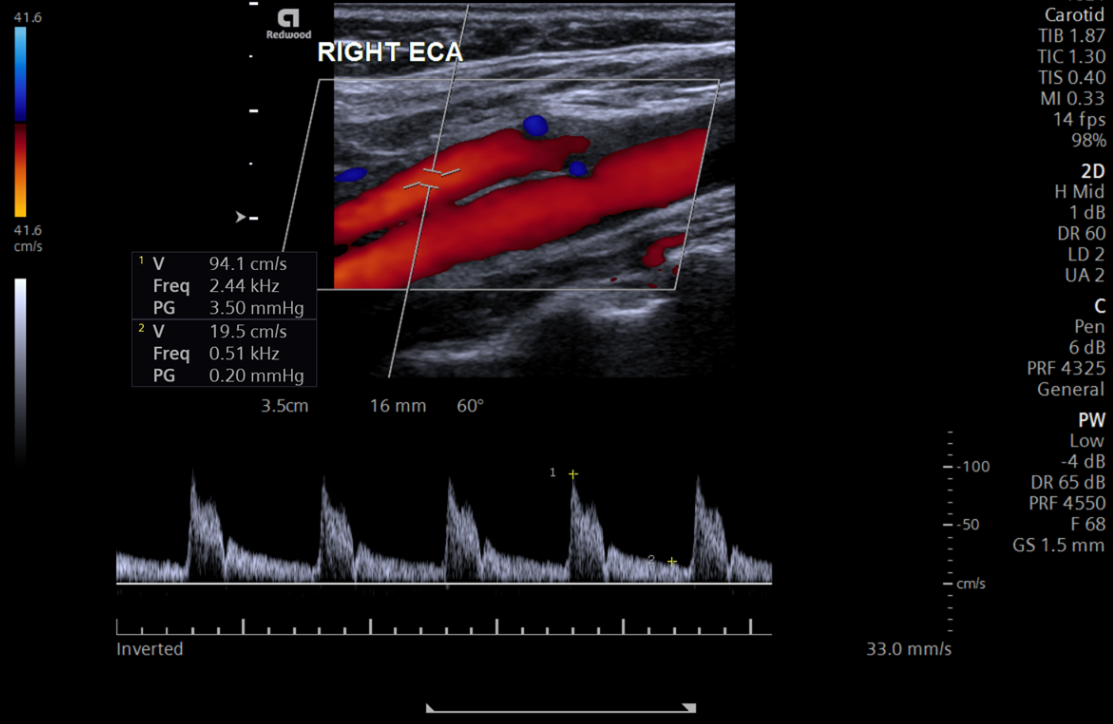 41.6
41.6
cm/s
Redwood
RIGHT ECA
1 V 94.1 cm/s
Freq 2.44 kHz
PG 3.50 mmHg
2 V 19.5 cm/s
Freq 0.51 kHz
PG 0.20 mmHg
3.5cm 16 mm 60°
Carotid
TIB 1.87
TIC 1.30
TIS 0.40
MI 0.33
14 fps
98%
2D
H Mid
1 dB
DR 60
LD 2
UA 2
C
Pen
6 dB
PRF 4325
General
PW
Low
-4 dB
DR 65 dB
PRF 4550
F 68
GS 1.5 mm
1
2
-100
-50
cm/s
Inverted
33.0 mm/s